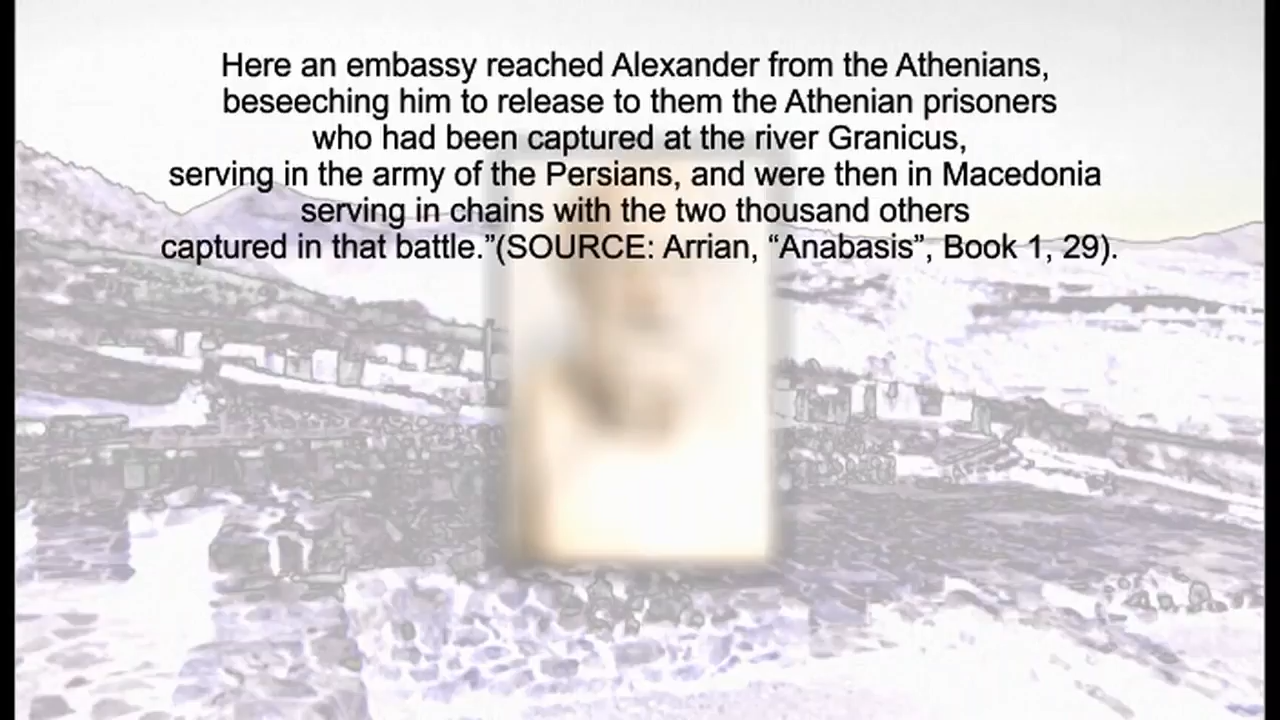 Here an embassy reached Alexander from the Athenians,
beseeching him to release to them the Athenian prisoners
who had been captured at the river Granicus,
serving in the army of the Persians, and were then in Macedonia
serving in chains with the two thousand others
captured in that battle.”(SOURCE: Arrian, “Anabasis”, Book 1, 29).